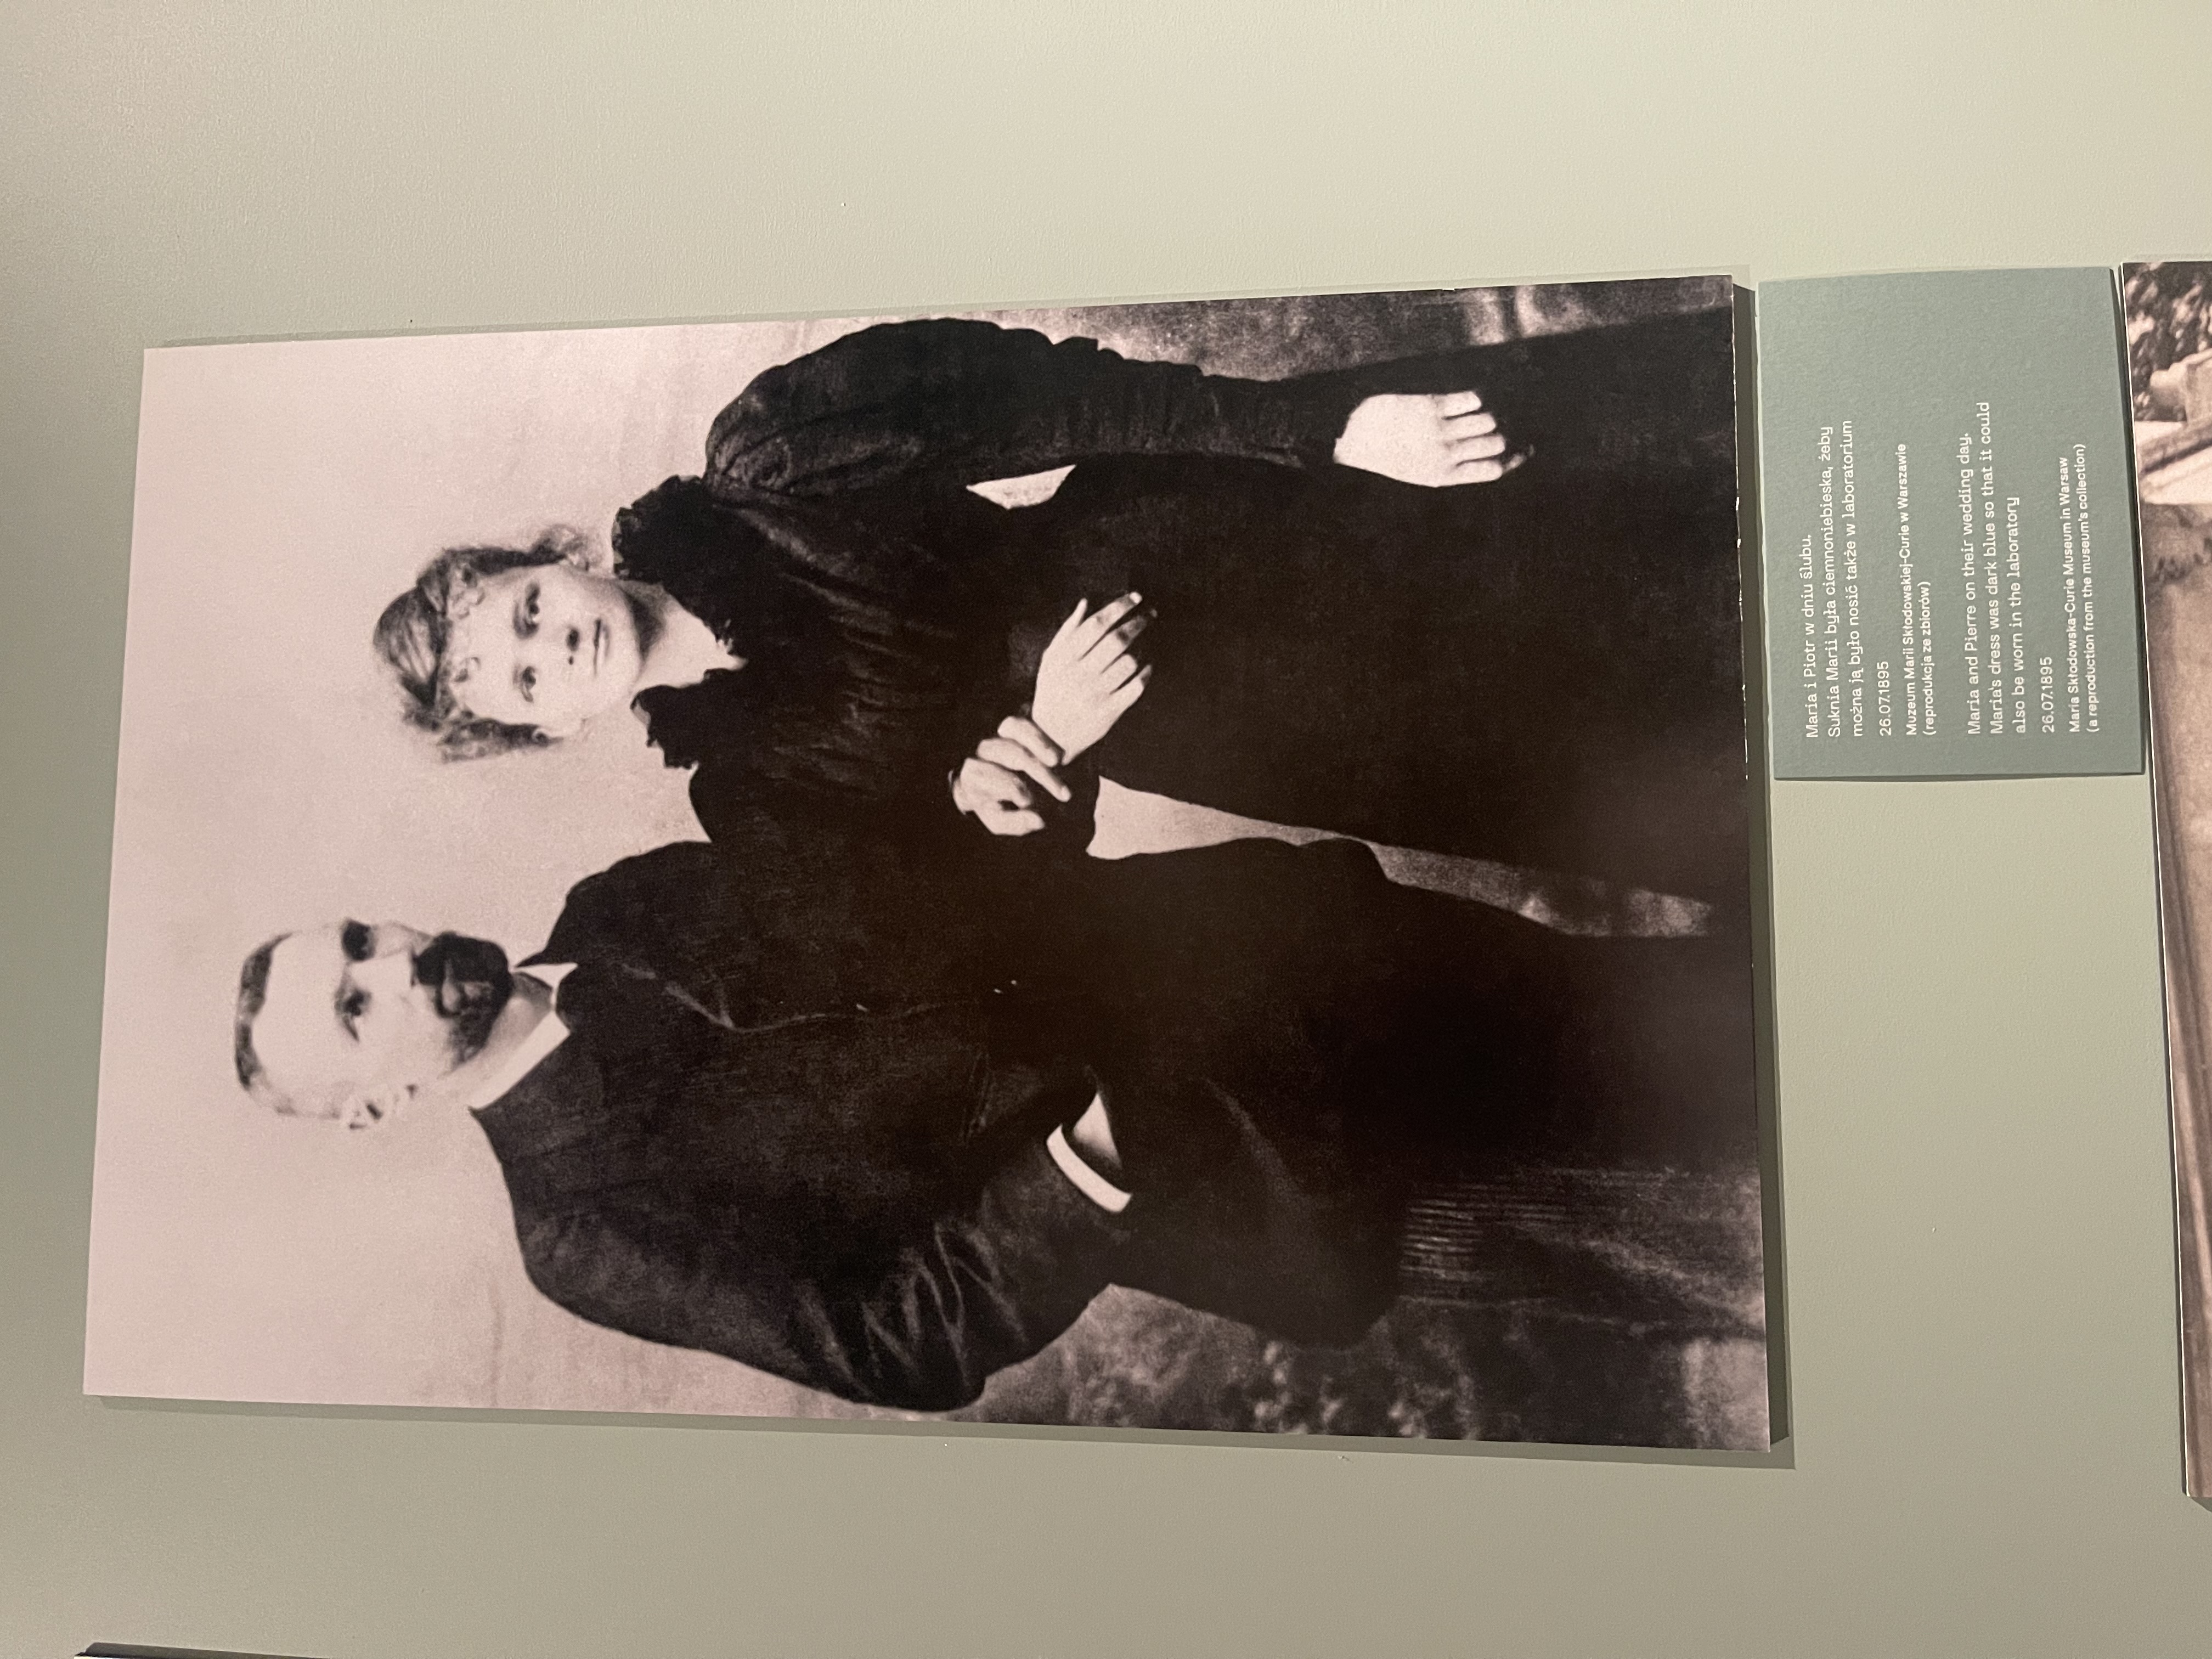 Maria i Piotr w dniu ślubu.
Suknia Marii była ciemnoniebieska, żeby
można ją było nosić także w laboratorium
26.07.1895
Muzeum Marii Skłodowskiej-Curie w Warszawie
(reprodukcja ze zbiorów)
Maria and Pierre on their wedding day.
Maria's dress was dark blue so that it could
also be worn in the laboratory
26.07.1895
Maria Skłodowska-Curie Museum in Warsaw
(a reproduction from the museum's collection)